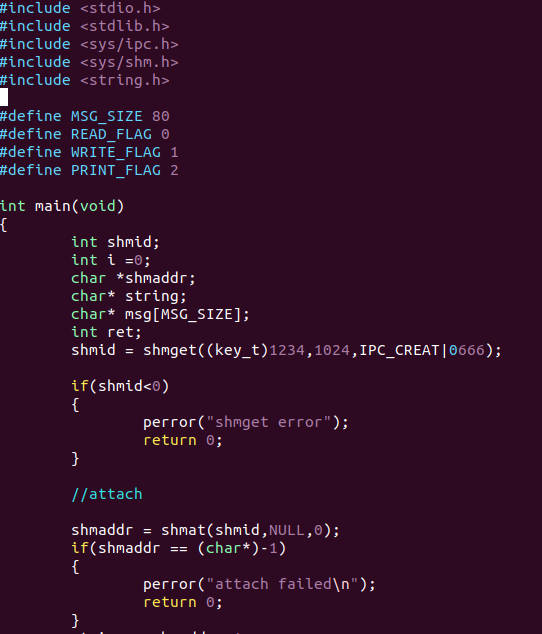 #include <stdio.h>
#include <stdlib.h>
#include <sys/ipc.h>
#include <sys/shm.h>
#include <string.h>
#define MSG_SIZE 80
#define READ_FLAG 0
#define WRITE_FLAG 1
#define PRINT_FLAG 2
int main(void)
{
int shmid;
int i =0;
char *shmaddr;
char* string;
char* msg[MSG_SIZE];
int ret;
shmid = shmget((key_t)1234,1024,IPC_CREAT|0666);
if(shmid<0)
{
perror("shmget error");
return 0;
}
//attach
shmaddr = shmat(shmid,NULL,0);
if(shmaddr == (char*)-1)
{
perror("attach failed\n");
return 0;
}